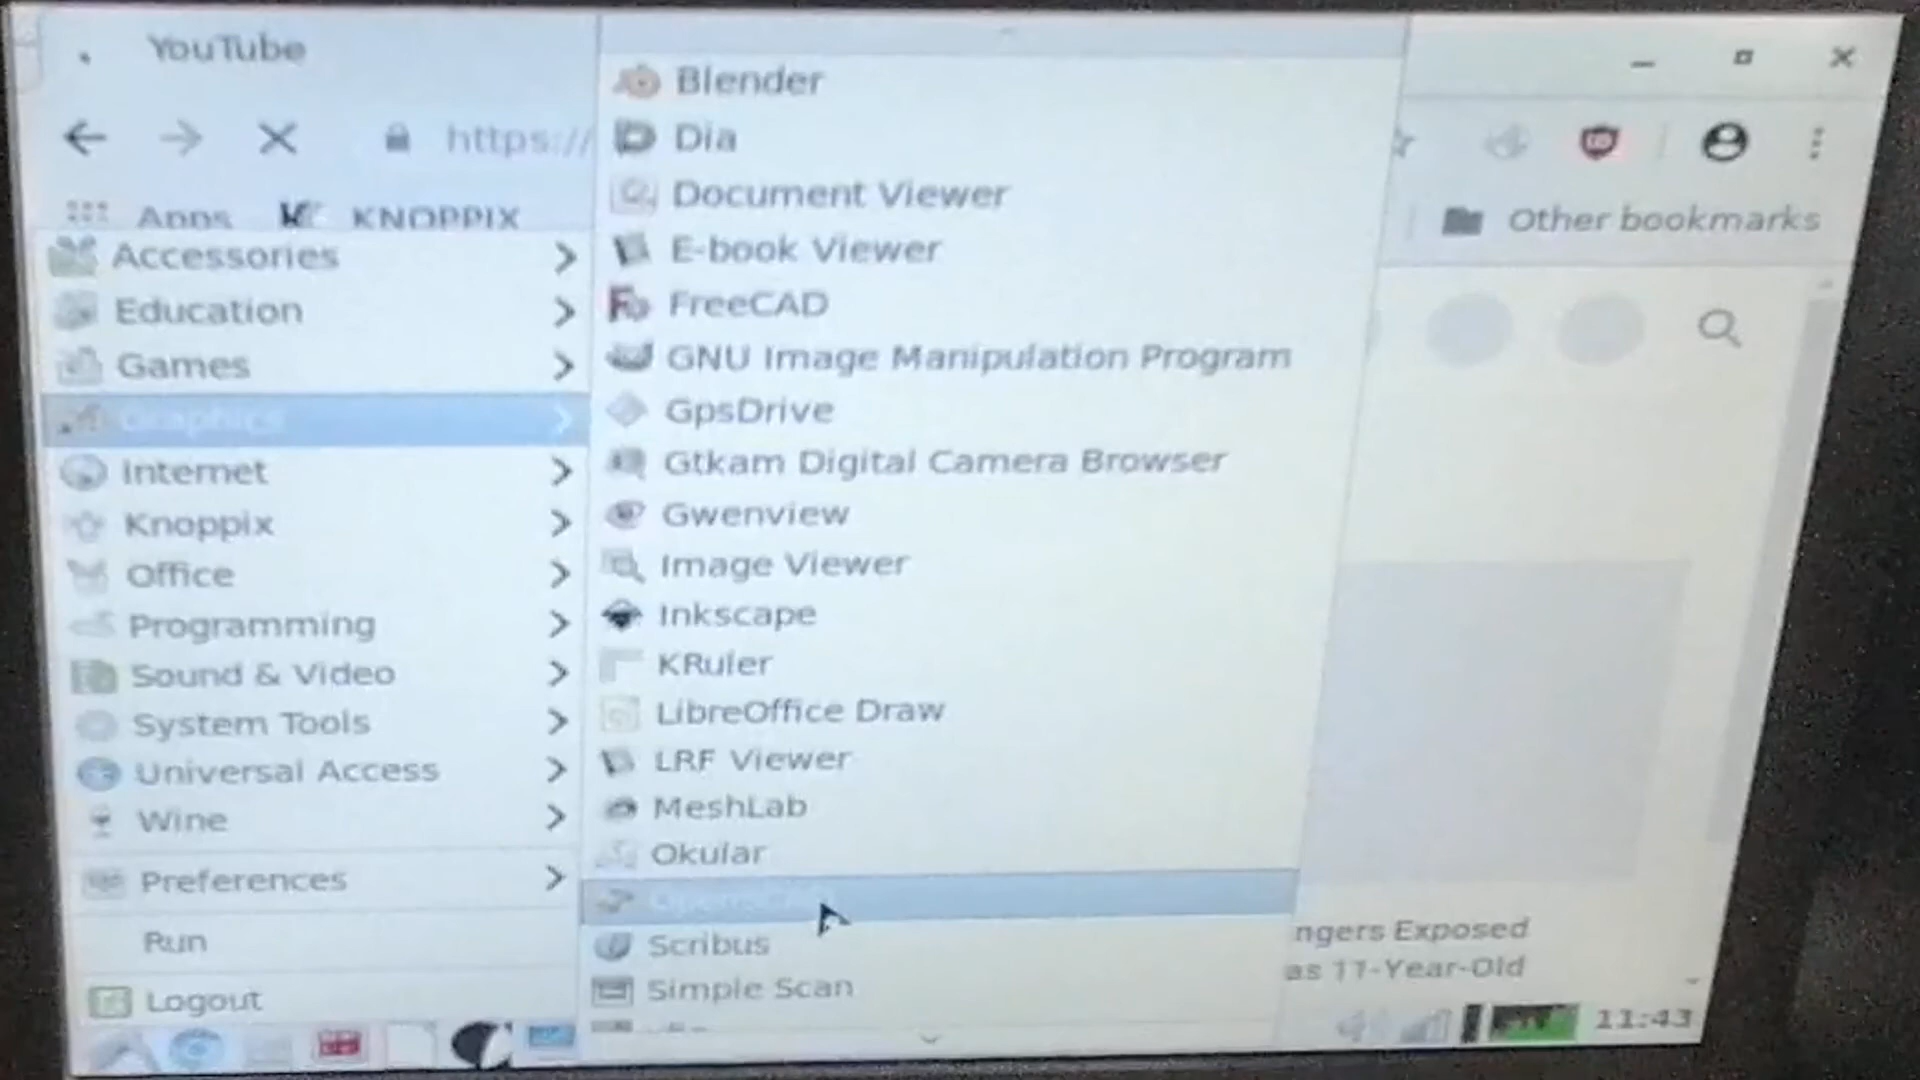 YouTube
https://
Apps KNOPPIX
Other bookmarks
Accessories
Education
Games
Graphics
Internet
Knoppix
Office
Programming
Sound & Video
System Tools
Universal Access
Wine
Preferences
Run
Logout
Blender
Dia
Document Viewer
E-book Viewer
FreeCAD
GNU Image Manipulation Program
GpsDrive
Gtkam Digital Camera Browser
Gwenview
Image Viewer
Inkscape
KRuler
LibreOffice Draw
LRF Viewer
MeshLab
Okular
OpenSCAD
Scribus
Simple Scan
ngers Exposed
as 11-Year-Old
11:43